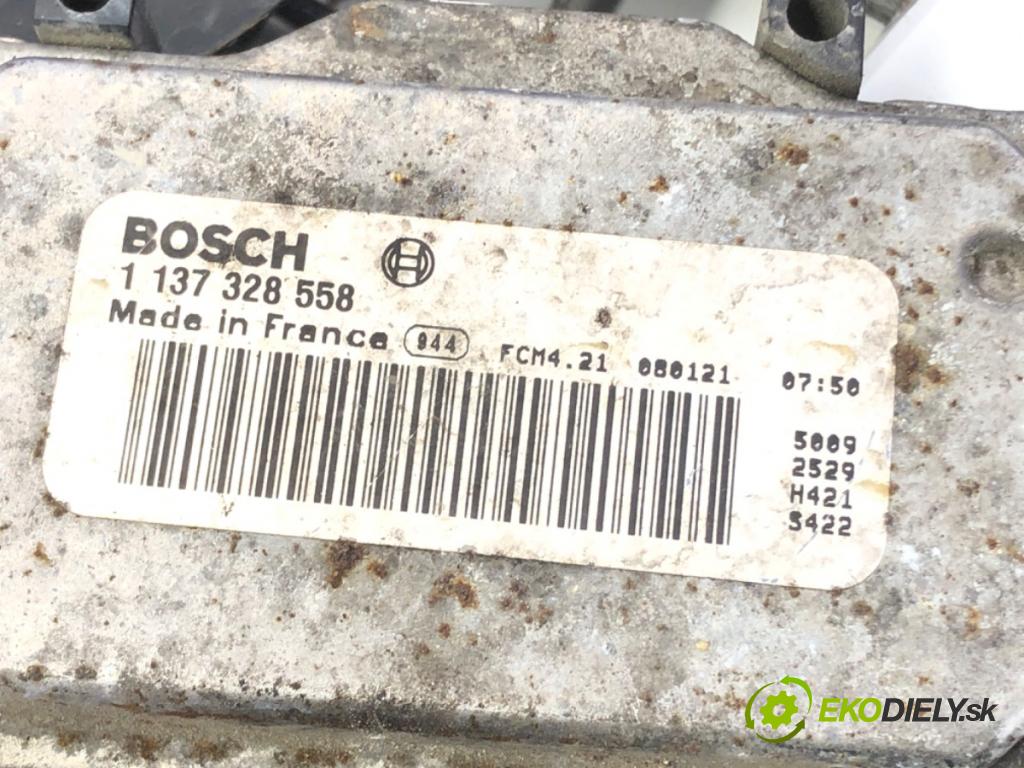 BOSCH
1 137 328 558
Made in France 944 FCM4.21 080121 07:50
5009
2529
H421
5422
EKODIELY.sk